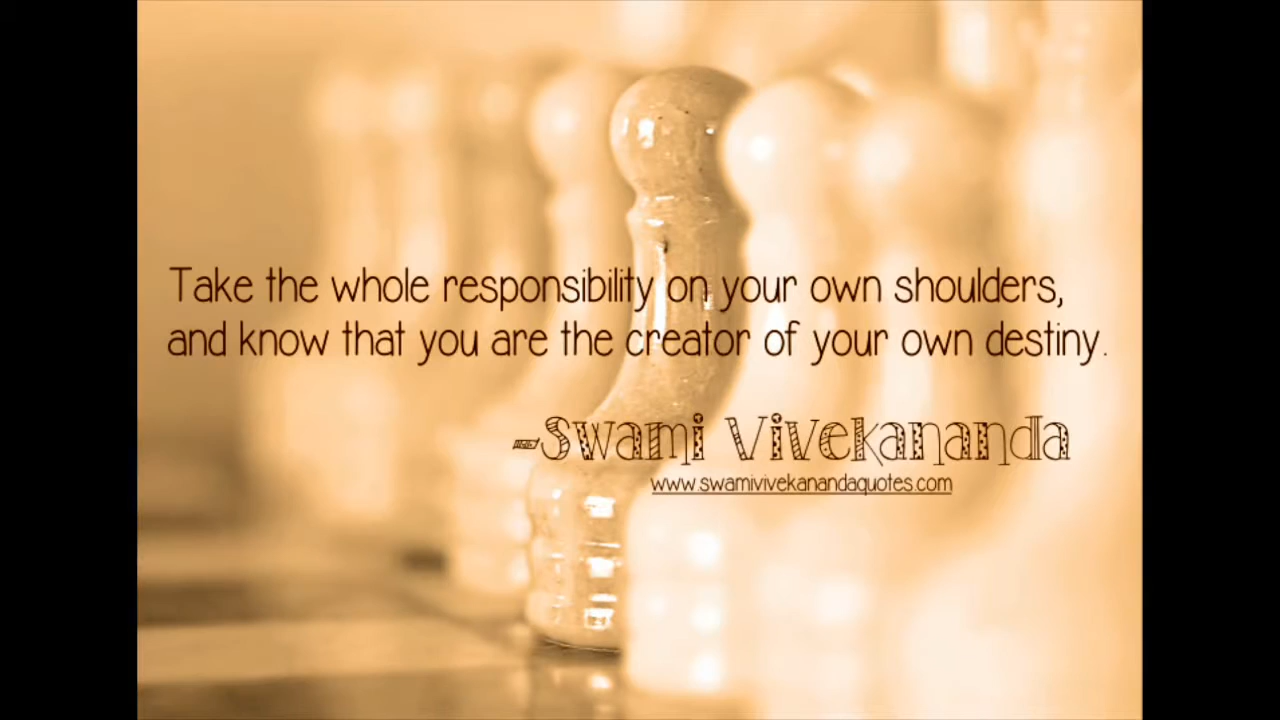 Take the whole responsibility on your own shoulders,
and know that you are the creator of your own destiny.
-Swami Vivekananda
www.swamivivekanandaquotes.com